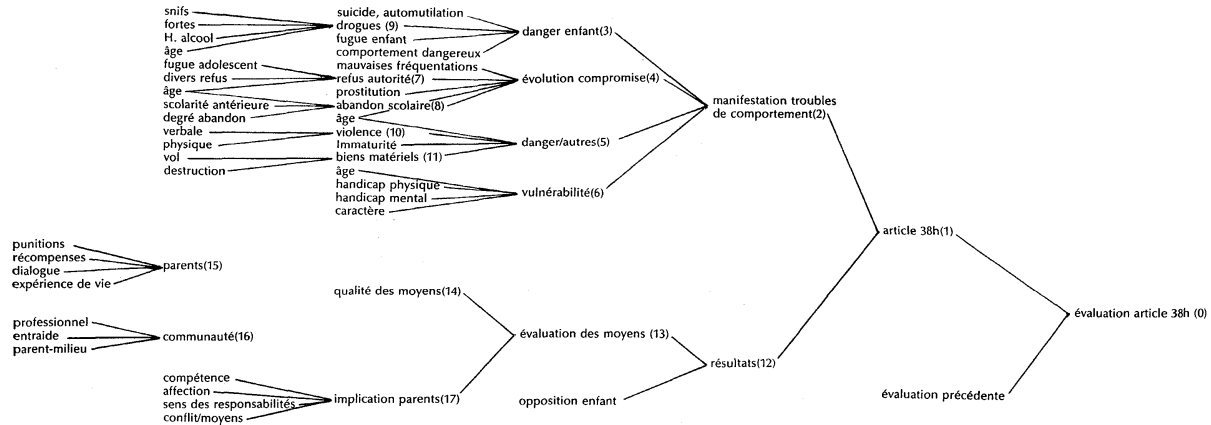 snifs
fortes
H. alcool
âge
fugue adolescent
divers refus
âge
scolarité antérieure
degré abandon
verbale
physique
vol
destruction
suicide, automutilation
drogues (9)
fugue enfant
comportement dangereux
mauvaises fréquentations
refus autorité(7)
prostitution
abandon scolaire(8)
âge
violence (10)
Immaturité
biens matériels (11)
âge
handicap physique
handicap mental
caractère
danger enfant(3)
évolution compromise(4)
danger/autres(5)
vulnérabilité(6)
manifestation troubles
de comportement(2)
article 38h(1)
évaluation article 38h (0)
évaluation précédente
punitions
récompenses
dialogue
expérience de vie
parents(15)
professionnel
entraide
parent-milieu
communauté(16)
compétence
affection
sens des responsabilités
conflit/moyens
qualité des moyens(14)
implication parents(17)
évaluation des moyens (13)
opposition enfant
résultats(12)